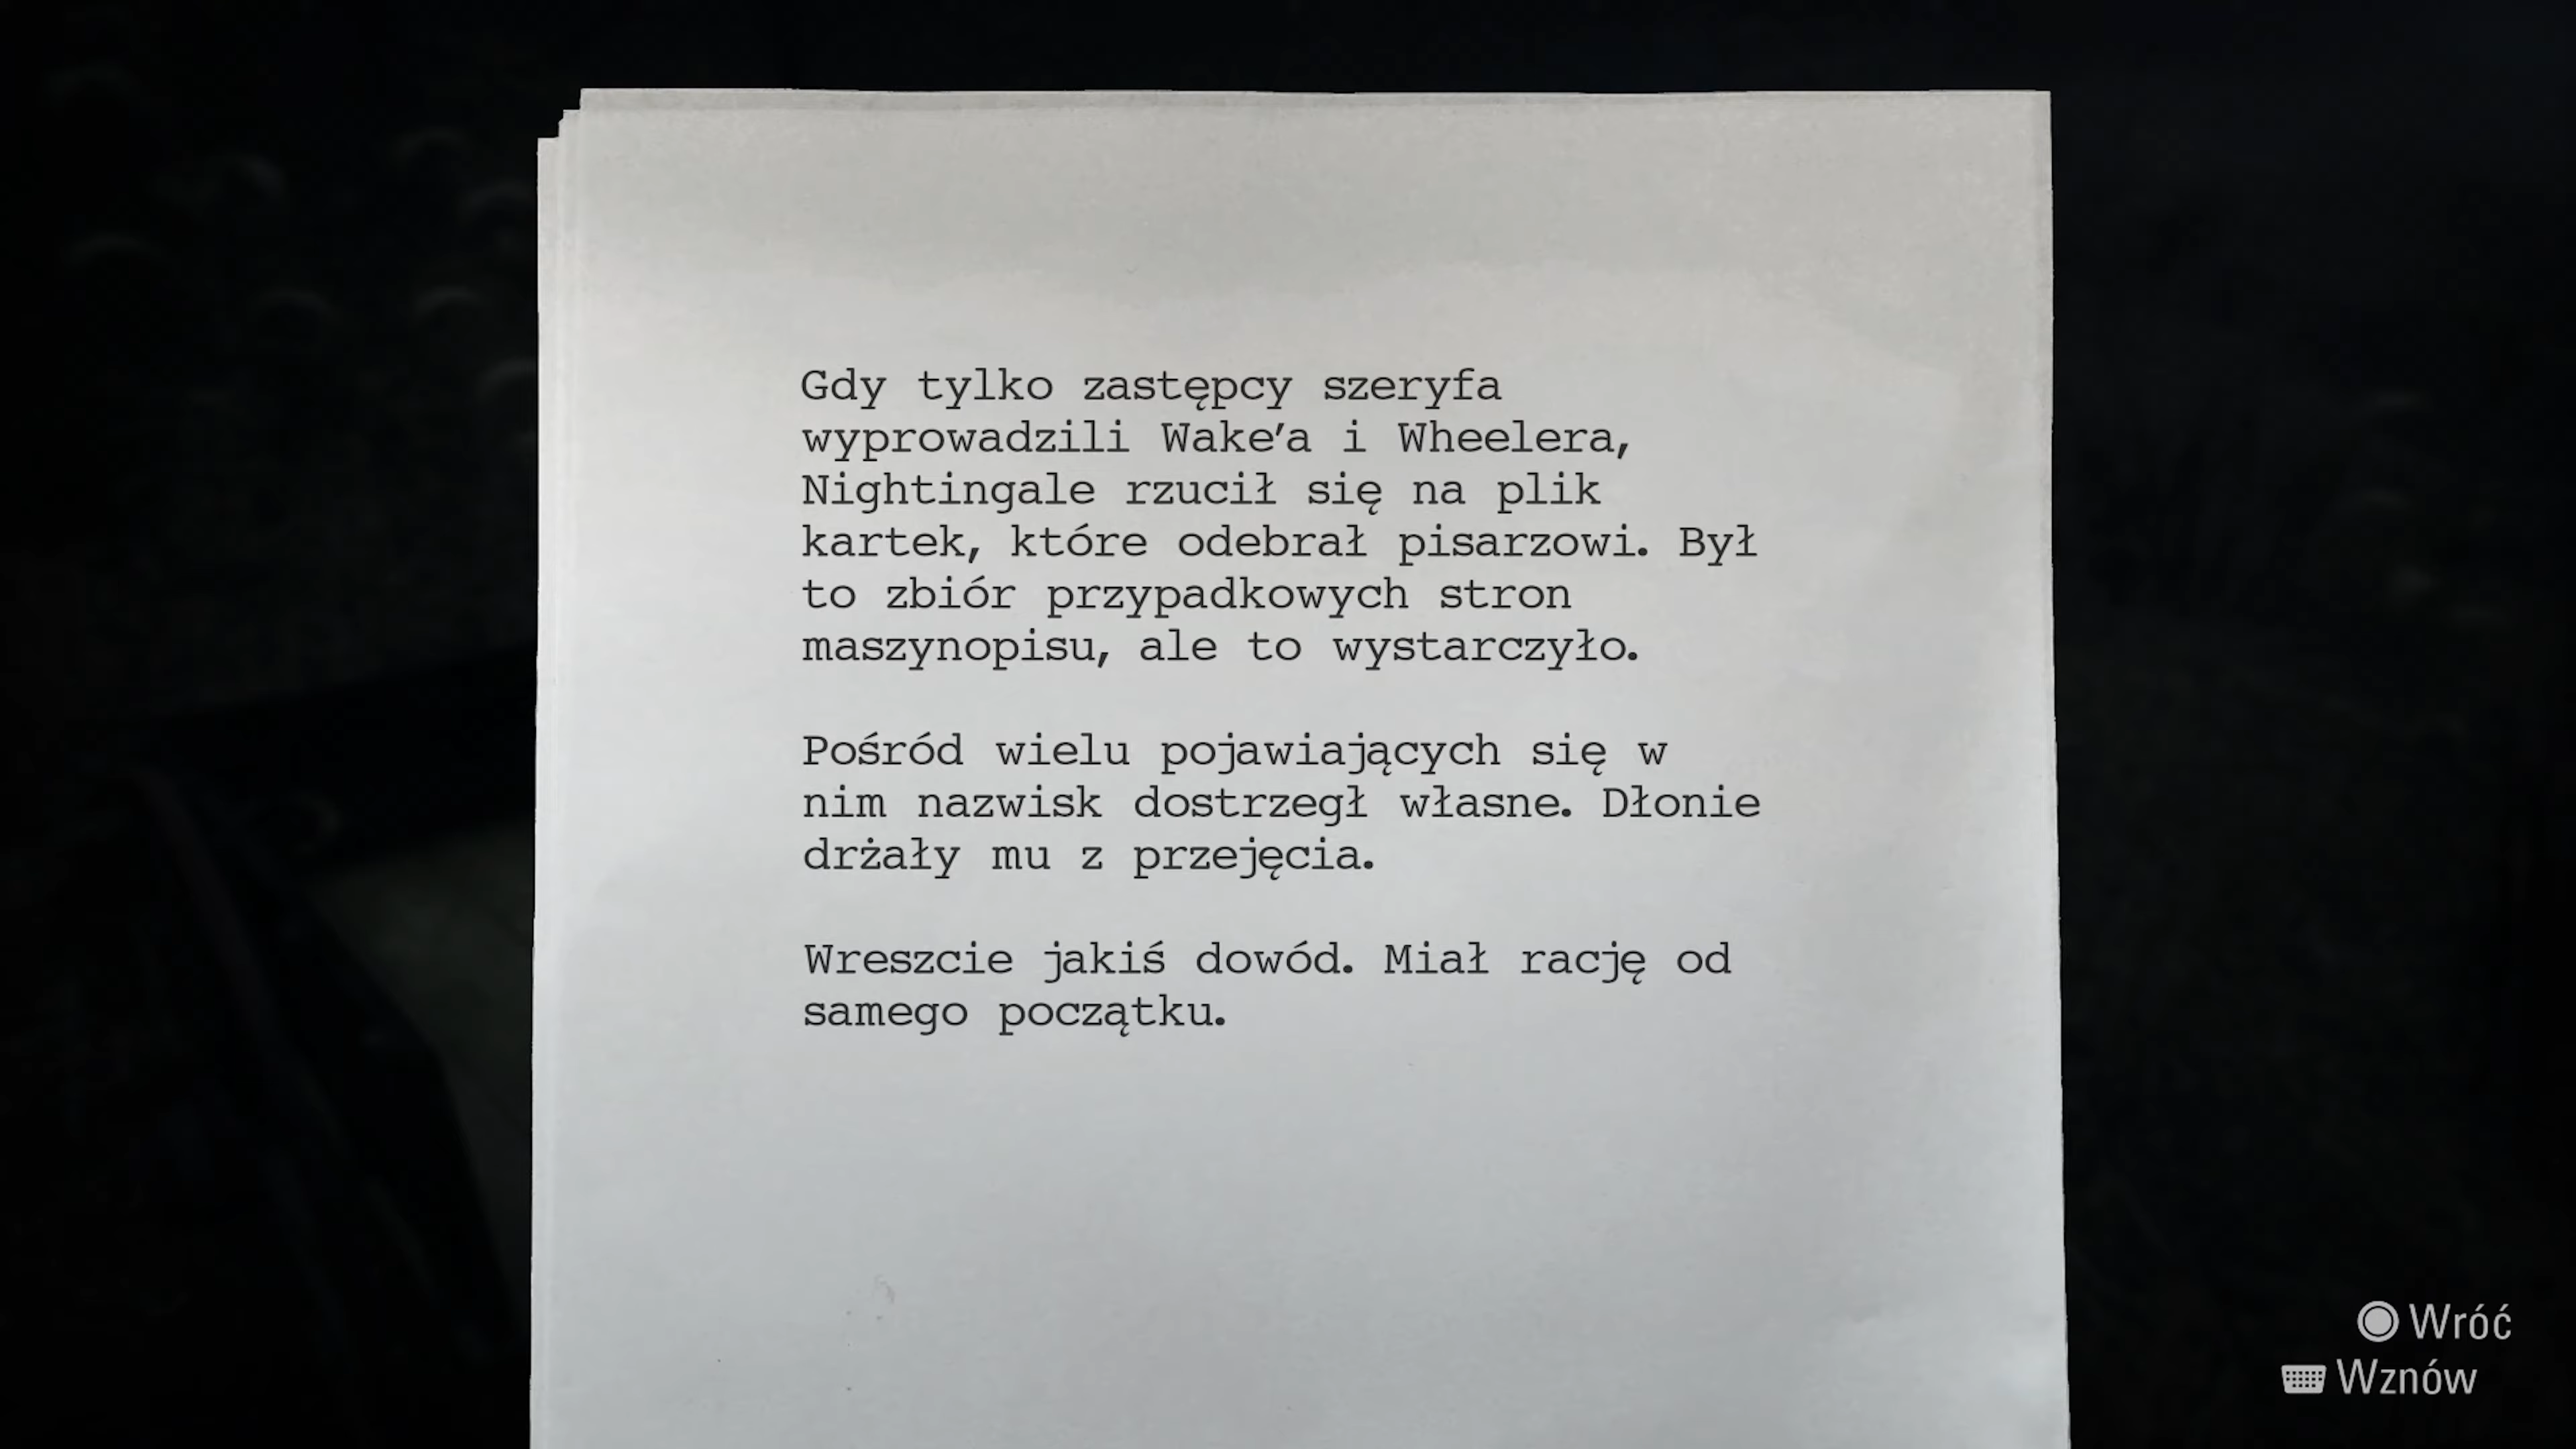 Gdy tylko zastępcy szeryfa
wyprowadzili Wake'a i Wheelera,
Nightingale rzucił się na plik
kartek, które odebrał pisarzowi. Był
to zbiór przypadkowych stron
maszynopisu, ale to wystarczyło.
Pośród wielu pojawiających się w
nim nazwisk dostrzegł własne. Dłonie
drżały mu z przejęcia.
Wreszcie jakiś dowód. Miał rację od
samego początku.
Wróć
Wznów